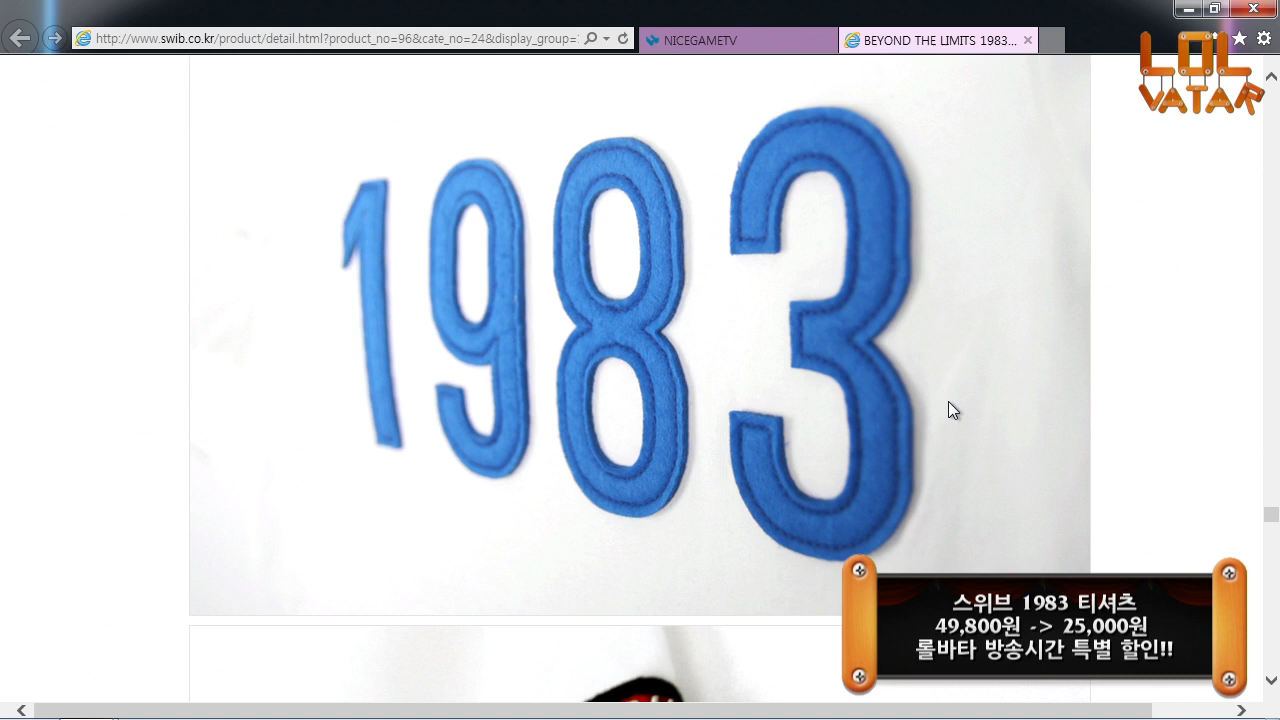 http://www.swib.co.kr/product/detail.html?product_no=96&cate_no=24&display_group=
NICEGAMETV
BEYOND THE LIMITS 1983...
LOL
VATAR
1983
스위브 1983 티셔츠
49,800원 -> 25,000원
롤바타 방송시간 특별 할인!!